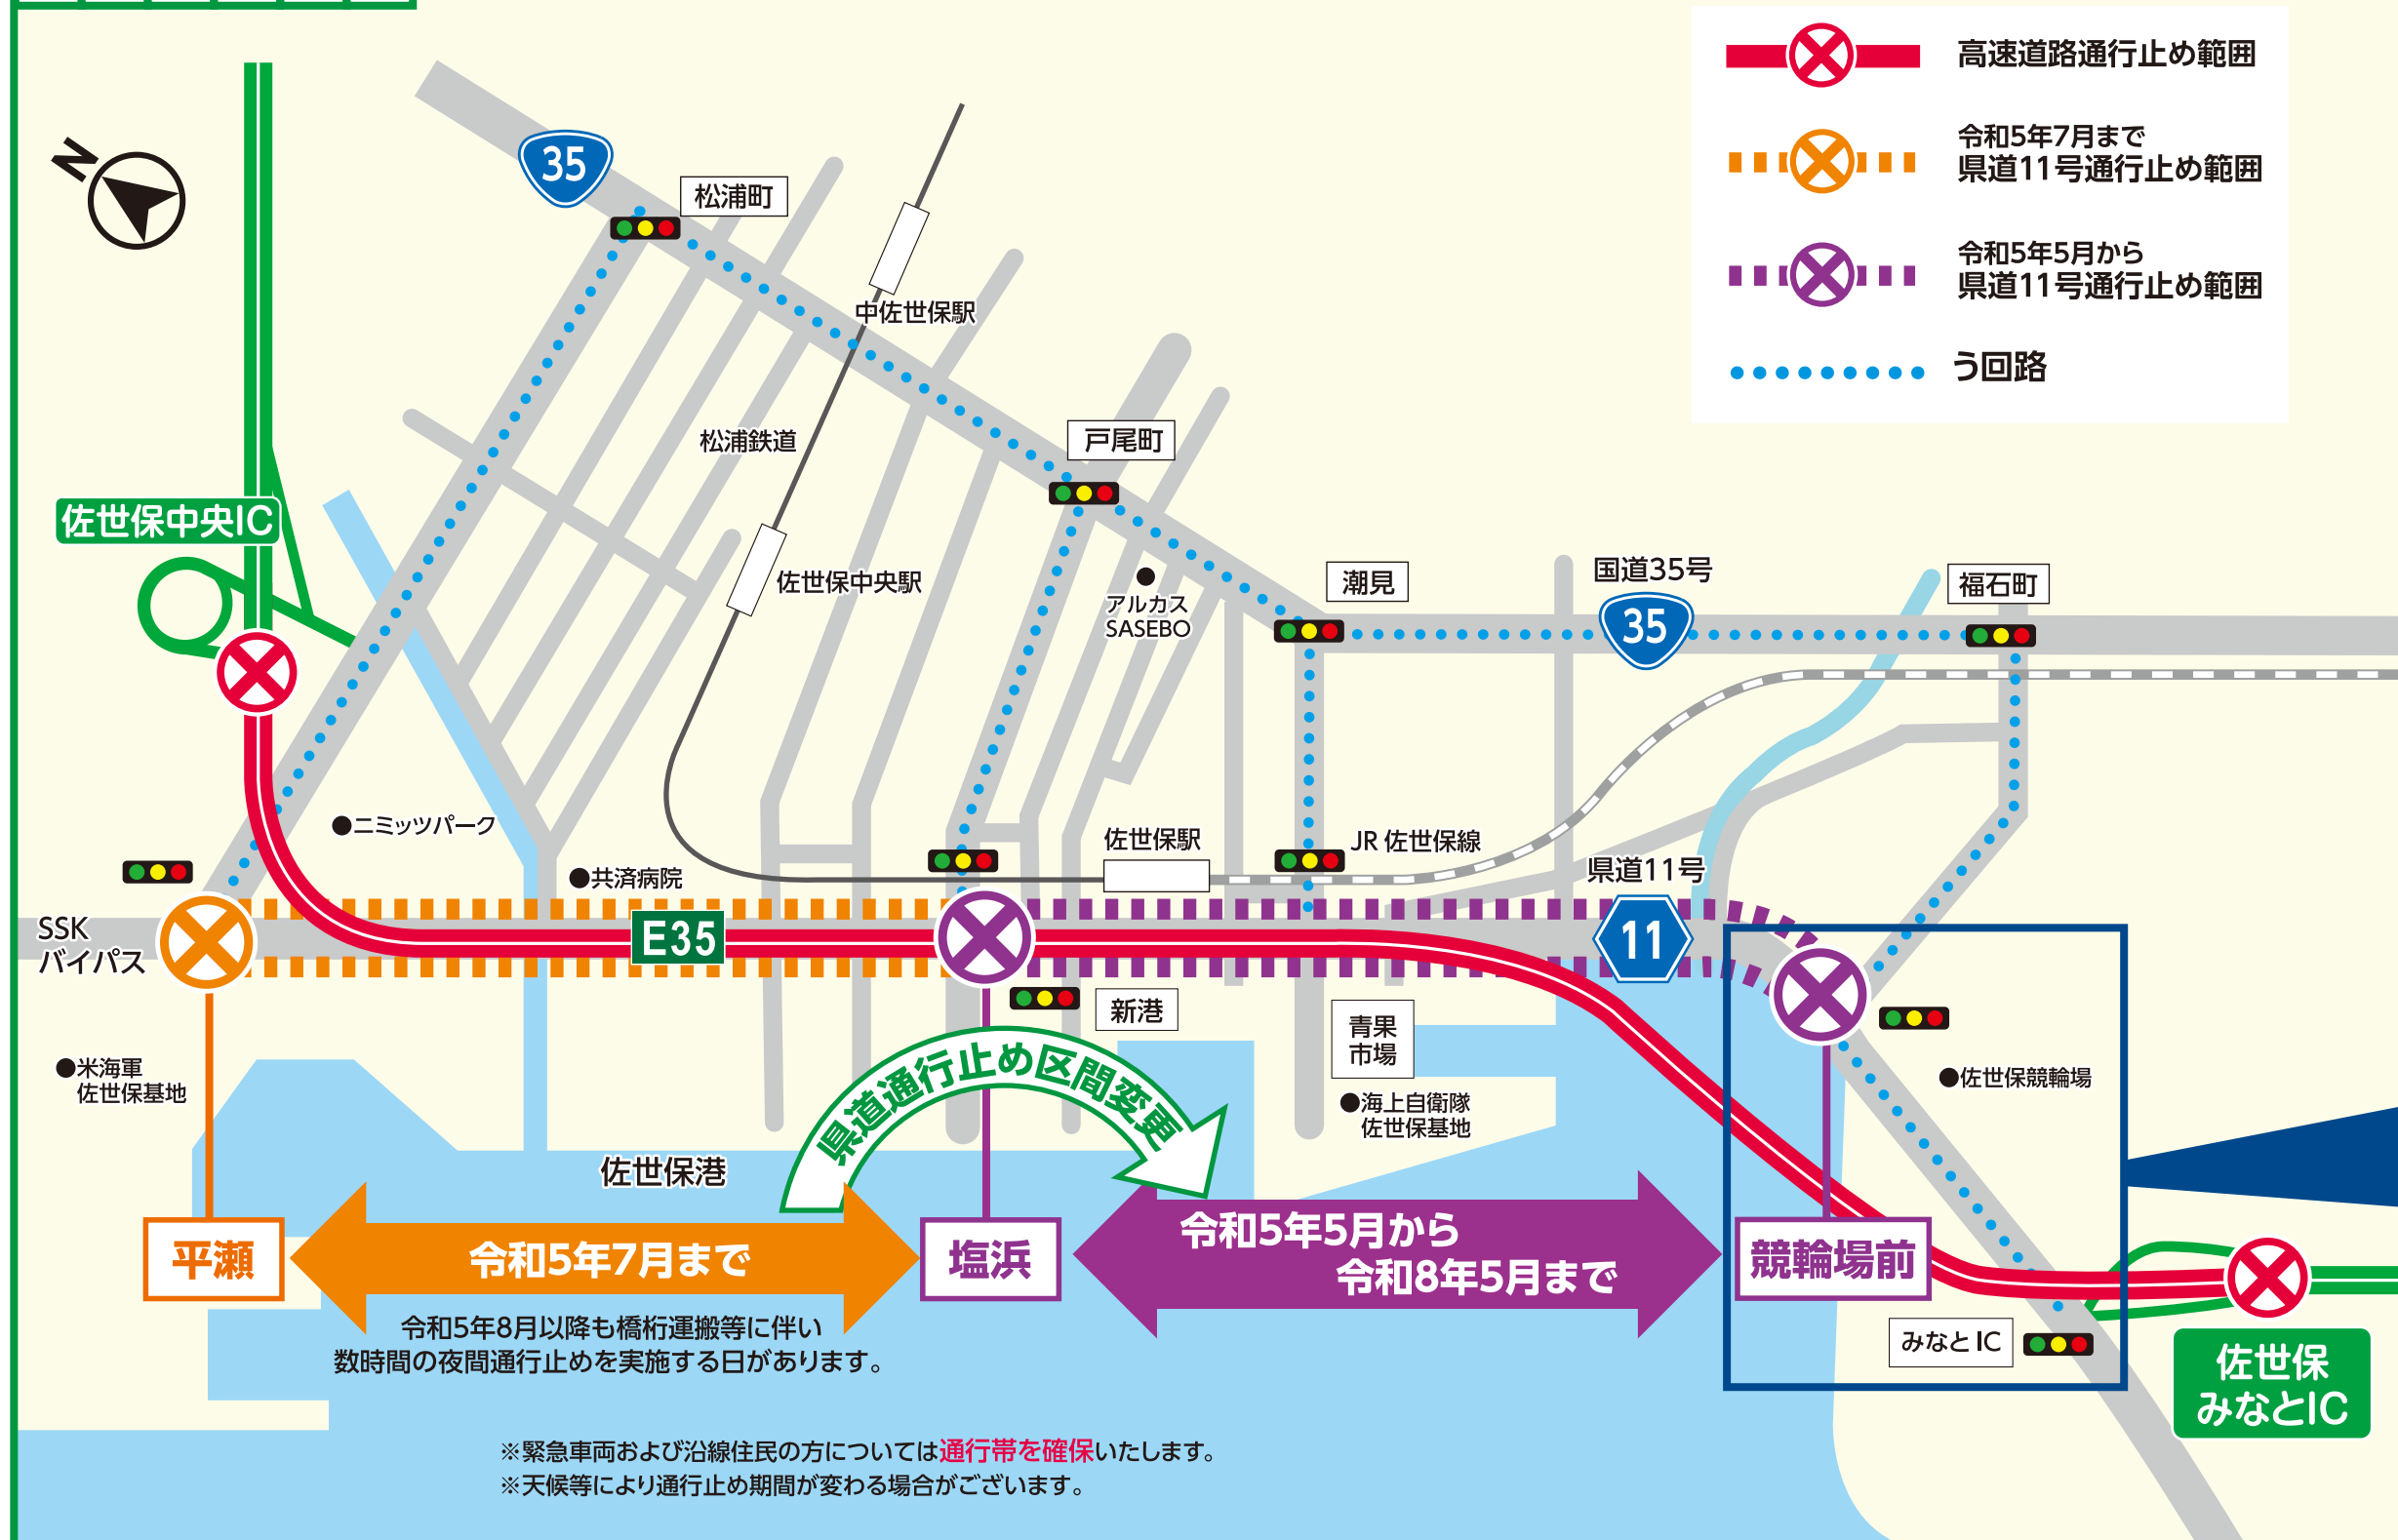 高速道路通行止め範囲
令和5年7月まで
県道11号通行止め範囲
令和5年5月から
県道11号通行止め範囲
う回路
N
35
松浦町
中佐世保駅
松浦鉄道
戸尾町
佐世保中央IC
佐世保中央駅
アルカス
SASEBO
潮見
国道35号
35
福石町
●ニミッツパーク
●共済病院
佐世保駅
JR 佐世保線
県道11号
SSK
バイパス
E35
11
新港
青果
市場
●米海軍
佐世保基地
●海上自衛隊
佐世保基地
●佐世保競輪場
県道通行止め区間変更
佐世保港
平瀬
令和5年7月まで
塩浜
令和5年5月から
令和8年5月まで
競輪場前
令和5年8月以降も橋桁運搬等に伴い
数時間の夜間通行止めを実施する日があります。
みなと IC
佐世保
みなとIC
※緊急車両および沿線住民の方については通行帯を確保いたします。
※天候等により通行止め期間が変わる場合がございます。